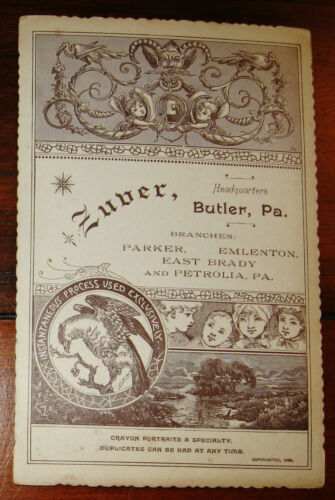 Zuver,
Headquarters
Butler, Pa.
BRANCHES:
PARKER, EMLENTON,
EAST BRADY
AND PETROLIA, PA.
INSTANTANEOUS PROCESS USED EXCLUSIVELY
CRAYON PORTRAITS A SPECIALTY.
DUPLICATES CAN BE HAD AT ANY TIME.
COPYRIGHTED,